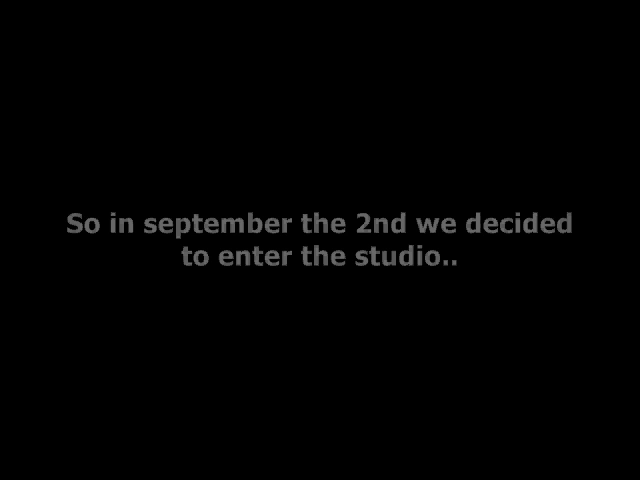 So in september the 2nd we decided
to enter the studio..